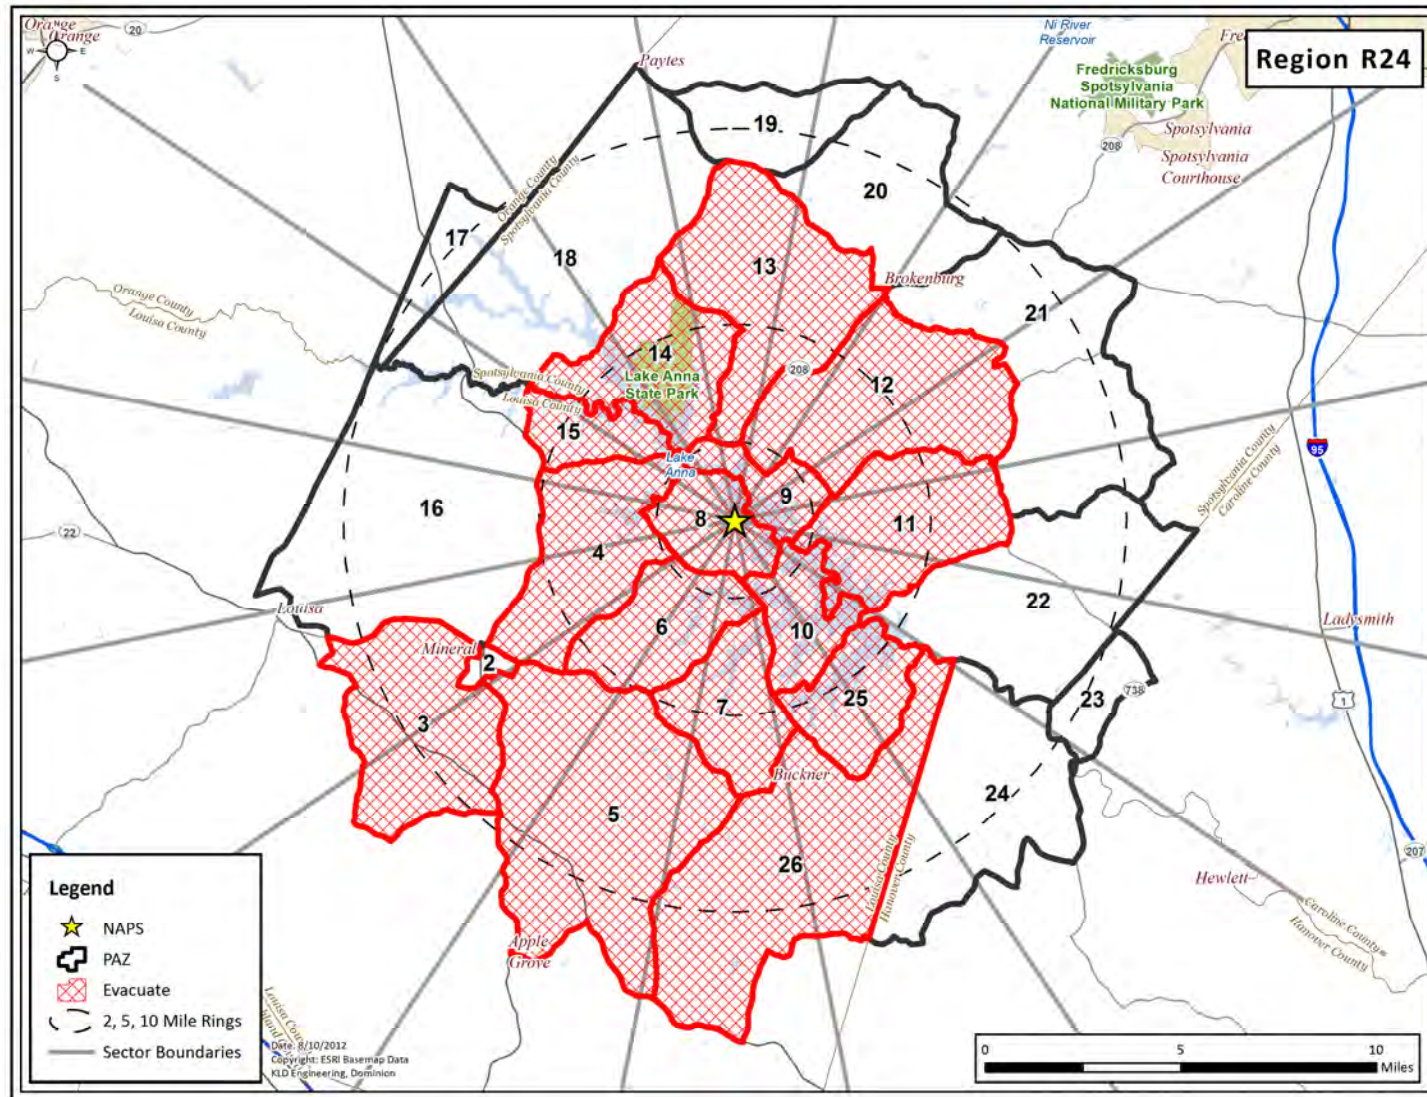 Region R24
Orange
Orange
20
N
W
E
S
Paytes
Ni River
Reservoir
Fredricksburg
Spotsylvania
National Military Park
Spotsylvania
208
Spotsylvania
Courthouse
19
20
17
Orange County
Spotsylvania County
18
13
Brokenburg
21
Orange County
Louisa County
14
Lake Anna
State Park
208
12
Spotsylvania County
Louisa County
15
95
Lake
Anna
Spotsylvania County
Caroline County
9
16
8
11
22
4
Louisa
22
Ladysmith
6
10
Mineral
2
23
738
25
1
3
7
Buckner
24
5
207
26
Louisa County
Hanover County
Hewlett
Caroline County
Hanover County
Apple
Grove
Legend
NAPS
PAZ
Evacuate
2, 5, 10 Mile Rings
Sector Boundaries
Date: 8/10/2012
Copyright: ESRI Basemap Data
KLD Engineering, Dominion
0
5
10
Miles